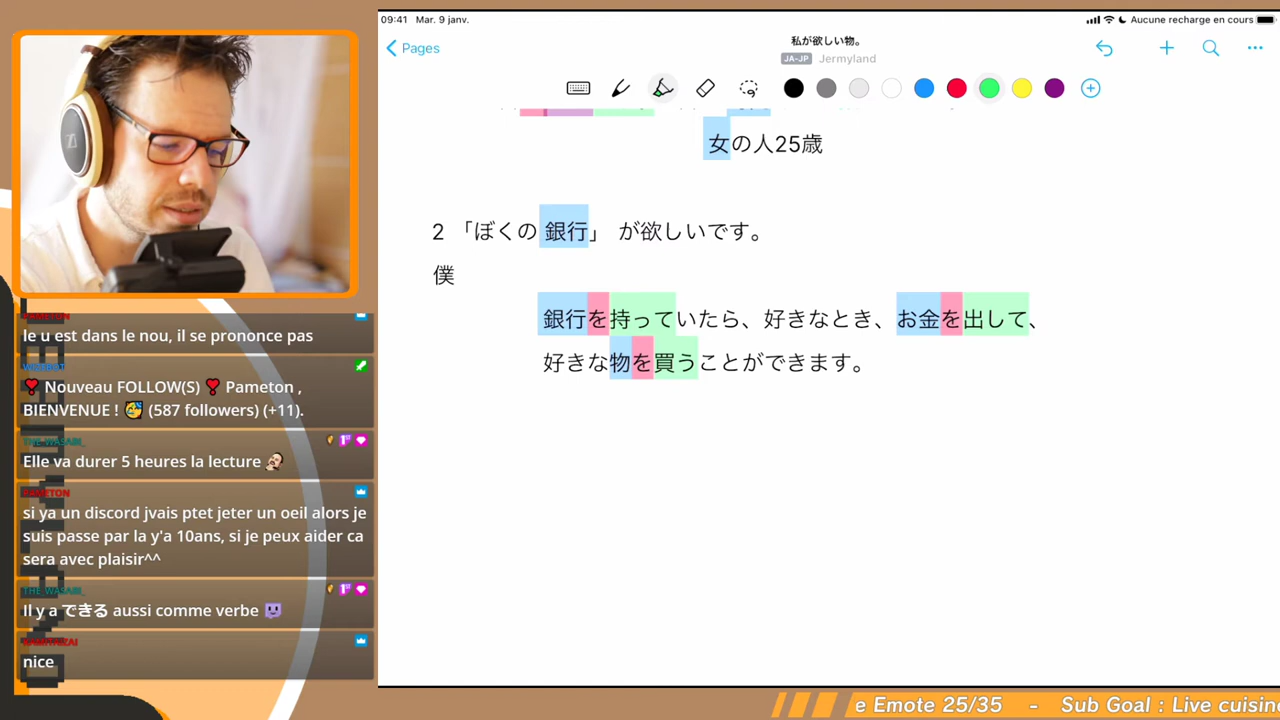 09:41 Mar. 9 janv.
Aucune recharge en cours
Pages
私が欲しい物。
JA-JP Jermyland
女の人25歳
2 「ぼくの銀行」 が欲しいです。
僕
銀行を持っていたら、好きなとき、お金を出して、
好きな物を買うことができます。
PAMETON
le u est dans le nou, il se prononce pas
Nouveau FOLLOW(S) Pameton ,
BIENVENUE ! (587 followers) (+11).
THE_WASABI_
Elle va durer 5 heures la lecture
PAMETON
si ya un discord jvais ptet jeter un oeil alors je
suis passe par la y'a 10ans, si je peux aider ca
sera avec plaisir^^
THE_WASABI_
Il y a できる aussi comme verbe
nice
e Emote 25/35 - Sub Goal : Live cuisin